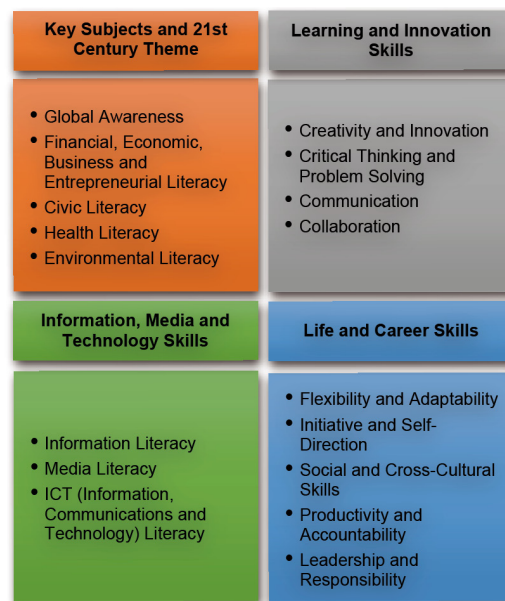 Key Subjects and 21st
Century Theme
• Global Awareness
• Financial, Economic,
Business and
Entrepreneurial Literacy
• Civic Literacy
• Health Literacy
• Environmental Literacy
Learning and Innovation
Skills
• Creativity and Innovation
• Critical Thinking and
Problem Solving
• Communication
• Collaboration
Information, Media and
Technology Skills
• Information Literacy
• Media Literacy
• ICT (Information,
Communications and
Technology) Literacy
Life and Career Skills
• Flexibility and Adaptability
• Initiative and Self-
Direction
• Social and Cross-Cultural
Skills
• Productivity and
Accountability
• Leadership and
Responsibility